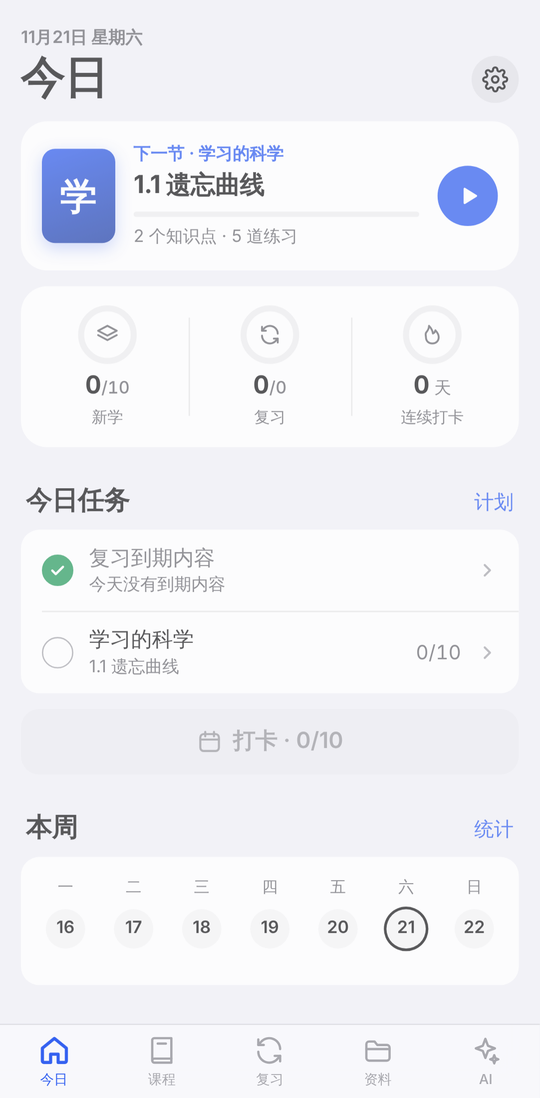 11月21日 星期六
今日
学
下一节 · 学习的科学
1.1 遗忘曲线
2 个知识点 · 5 道练习
0/10
新学
0/0
复习
0 天
连续打卡
今日任务
计划
复习到期内容
今天没有到期内容
学习的科学
1.1 遗忘曲线
0/10
打卡 · 0/10
本周
统计
一 二 三 四 五 六 日
16 17 18 19 20 21 22
今日 课程 复习 资料 AI